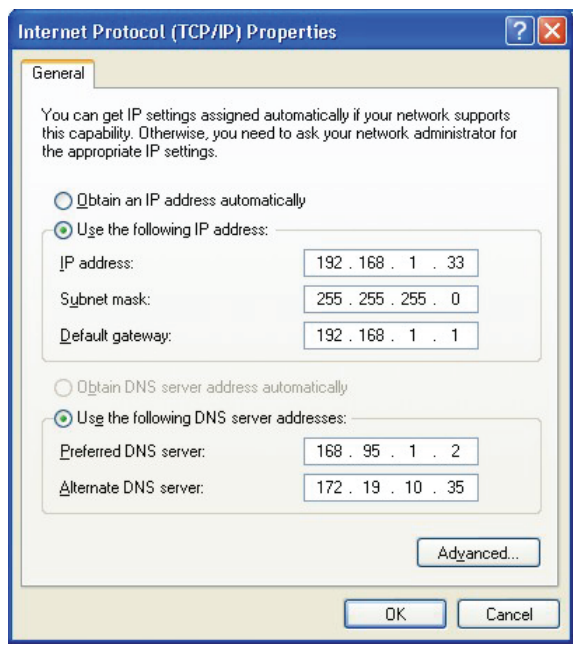 Internet Protocol (TCP/IP) Properties
General
You can get IP settings assigned automatically if your network supports
this capability. Otherwise, you need to ask your network administrator for
the appropriate IP settings.
Obtain an IP address automatically
Use the following IP address:
IP address: 192 . 168 . 1 . 33
Subnet mask: 255 . 255 . 255 . 0
Default gateway: 192 . 168 . 1 . 1
Obtain DNS server address automatically
Use the following DNS server addresses:
Preferred DNS server: 168 . 95 . 1 . 2
Alternate DNS server: 172 . 19 . 10 . 35
Advanced...
OK Cancel